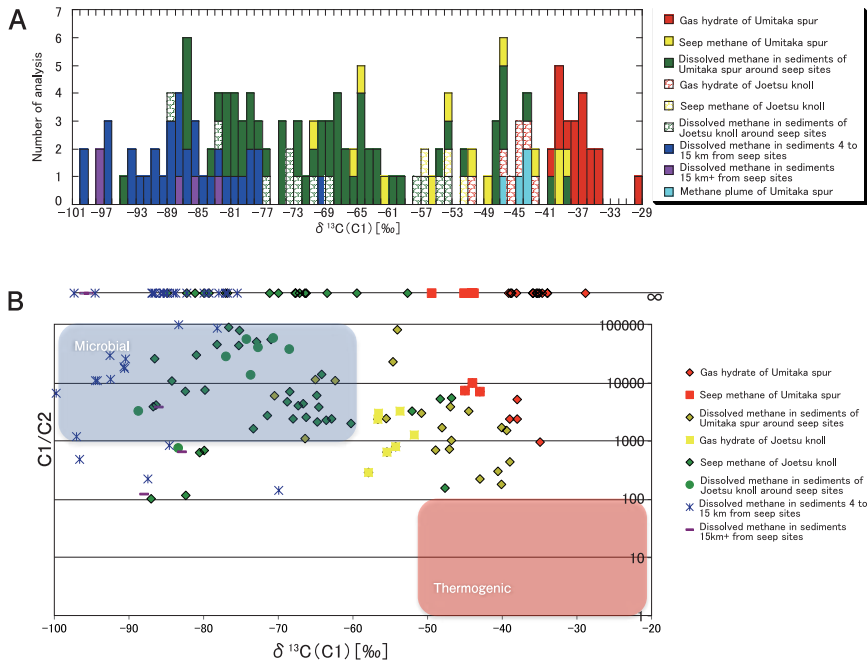 A
Number of analysis
7
6
5
4
3
2
1
0
-101 -97 -93 -89 -85 -81 -77 -73 -69 -65 -61 -57 -53 -49 -45 -41 -37 -33 -29
δ ¹³C(C1) [‰]
Gas hydrate of Umitaka spur
Seep methane of Umitaka spur
Dissolved methane in sediments of
Umitaka spur around seep sites
Gas hydrate of Joetsu knoll
Seep methane of Joetsu knoll
Dissolved methane in sediments of
Joetsu knoll around seep sites
Dissolved methane in sediments 4 to
15 km from seep sites
Dissolved methane in sediments
15km+ from seep sites
Methane plume of Umitaka spur
B
C1/C2
∞
100000
10000
1000
100
10
1
Microbial
Thermogenic
-100 -90 -80 -70 -60 -50 -40 -30 -20
δ ¹³C(C1) [‰]
Gas hydrate of Umitaka spur
Seep methane of Umitaka spur
Dissolved methane in sediments of
Umitaka spur around seep sites
Gas hydrate of Joetsu knoll
Seep methane of Joetsu knoll
Dissolved methane in sediments of
Joetsu knoll around seep sites
Dissolved methane in sediments 4 to
15 km from seep sites
Dissolved methane in sediments
15km+ from seep sites